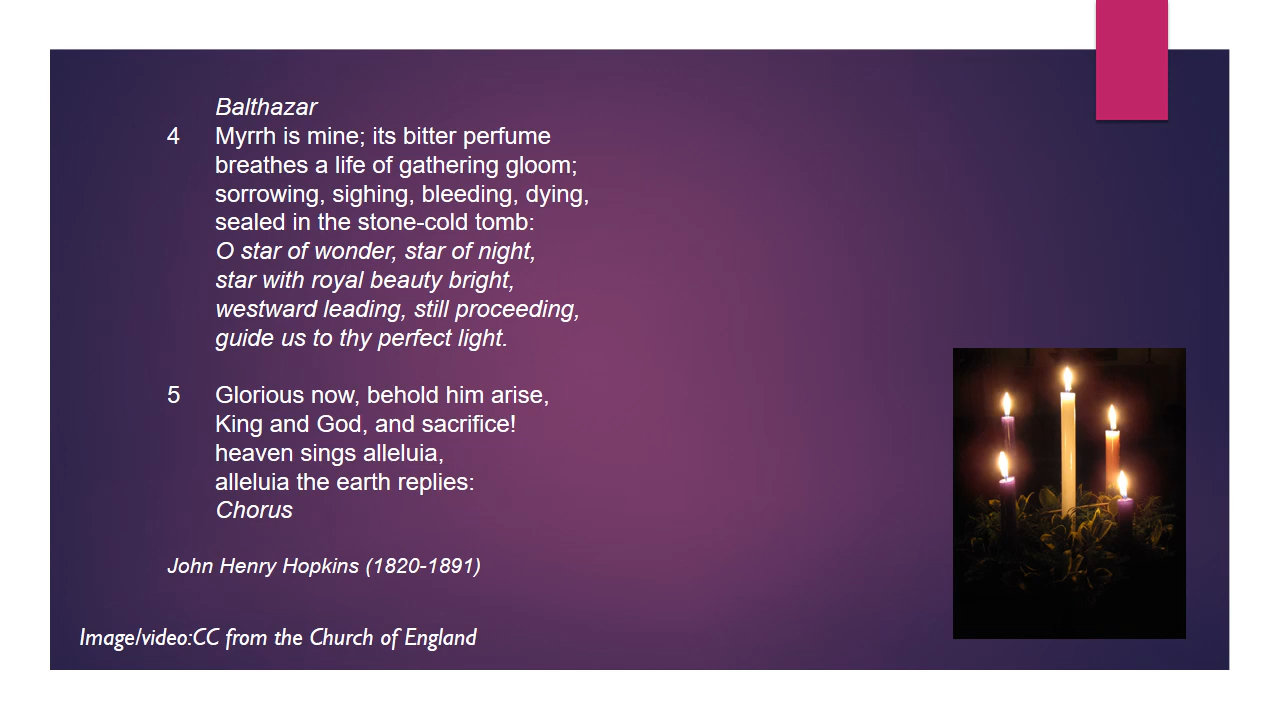 Balthazar
4 Myrrh is mine; its bitter perfume
breathes a life of gathering gloom;
sorrowing, sighing, bleeding, dying,
sealed in the stone-cold tomb:
O star of wonder, star of night,
star with royal beauty bright,
westward leading, still proceeding,
guide us to thy perfect light.
5 Glorious now, behold him arise,
King and God, and sacrifice!
heaven sings alleluia,
alleluia the earth replies:
Chorus
John Henry Hopkins (1820-1891)
Image/video:CC from the Church of England